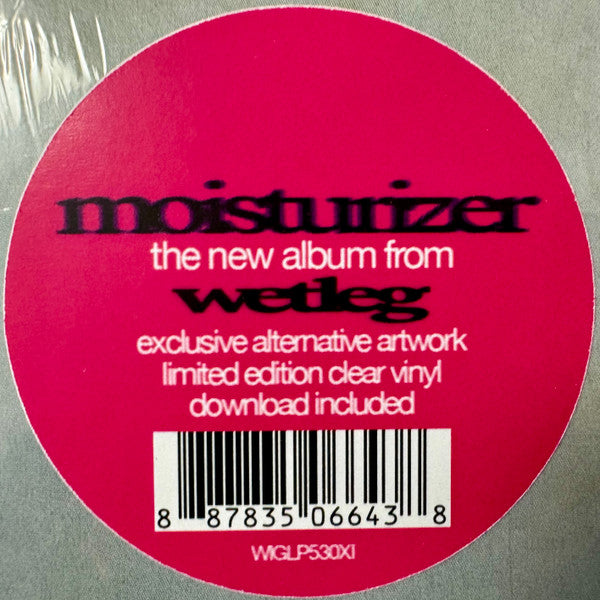 moisturizer
the new album from
wetleg
exclusive alternative artwork
limited edition clear vinyl
download included
8 87835 06643 8
WIGLP530XI